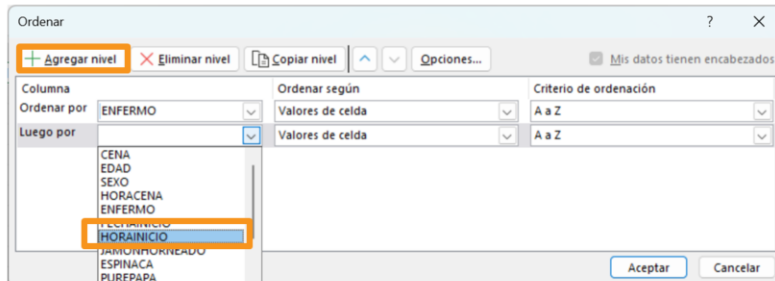 Ordenar
Agregar nivel Eliminar nivel Copiar nivel Opciones... Mis datos tienen encabezados
Columna Ordenar según Criterio de ordenación
Ordenar por ENFERMO Valores de celda A a Z
Luego por Valores de celda A a Z
CENA
EDAD
SEXO
HORACENA
ENFERMO
FECHAINICIO
HORAINICIO
JAMONHORNEADO
ESPINACA
PUREPAPA
Aceptar Cancelar